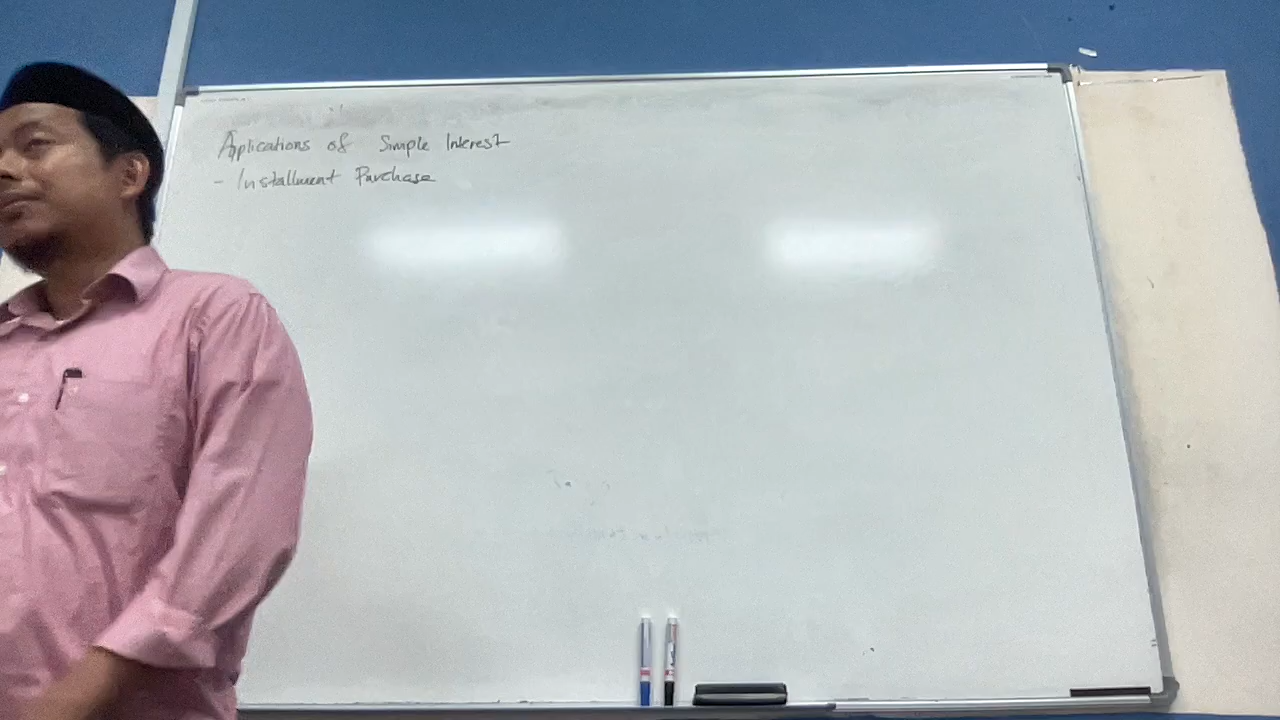 Applications of Simple Interest
- Installment Purchase